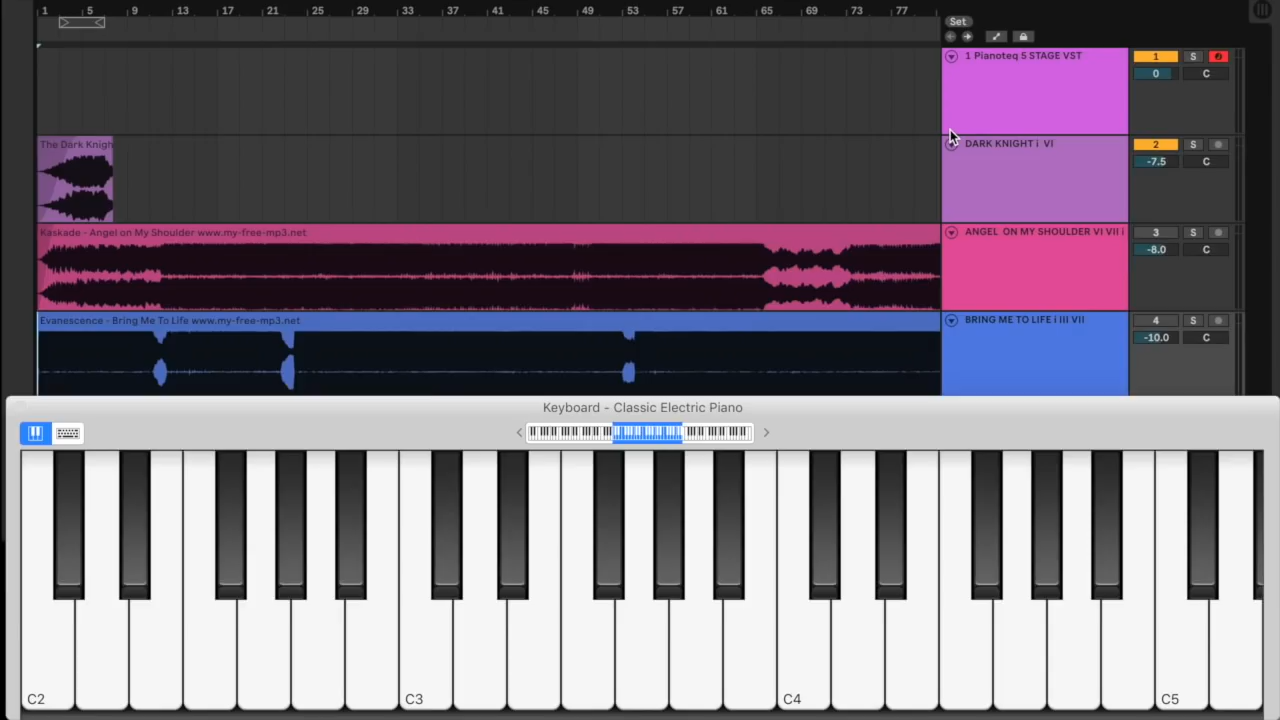 1 5 9 13 17 21 25 29 33 37 41 45 49 53 57 61 65 69 73 77
Set
1 Pianoteq 5 STAGE VST 1 S
0 C
The Dark Knigh DARK KNIGHT i VI 2 S
-7.5 C
Kaskade - Angel on My Shoulder www.my-free-mp3.net ANGEL ON MY SHOULDER VI VII i 3 S
-8.0 C
Evanescence - Bring Me To Life www.my-free-mp3.net BRING ME TO LIFE i III VII 4 S
-10.0 C
Keyboard - Classic Electric Piano
C2 C3 C4 C5